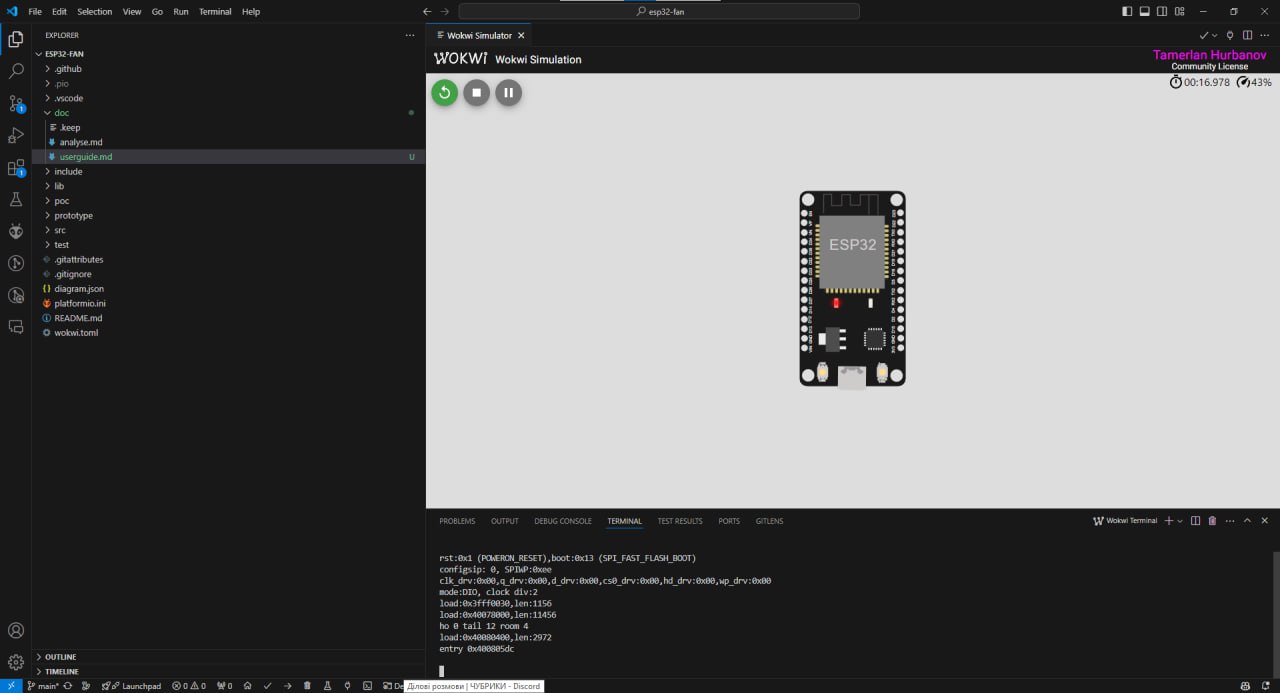 File Edit Selection View Go Run Terminal Help
esp32-fan
EXPLORER
ESP32-FAN
.github
.pio
.vscode
doc
.keep
analyse.md
userguide.md U
include
lib
poc
prototype
src
test
.gitattributes
.gitignore
diagram.json
platformio.ini
README.md
wokwi.toml
OUTLINE
TIMELINE
Wokwi Simulator
WOKWI Wokwi Simulation
Tamerlan Hurbanov
Community License
00:16.978 43%
ESP32
PROBLEMS OUTPUT DEBUG CONSOLE TERMINAL TEST RESULTS PORTS GITLENS
Wokwi Terminal
rst:0x1 (POWERON_RESET),boot:0x13 (SPI_FAST_FLASH_BOOT)
configsip: 0, SPIWP:0xee
clk_drv:0x00,q_drv:0x00,d_drv:0x00,cs0_drv:0x00,hd_drv:0x00,wp_drv:0x00
mode:DIO, clock div:2
load:0x3fff0030,len:1156
load:0x40078000,len:11456
ho 0 tail 12 room 4
load:0x40080400,len:2972
entry 0x400805dc
main* Launchpad 0 0 0 De
Ділові розмови | ЧУБРИКИ - Discord